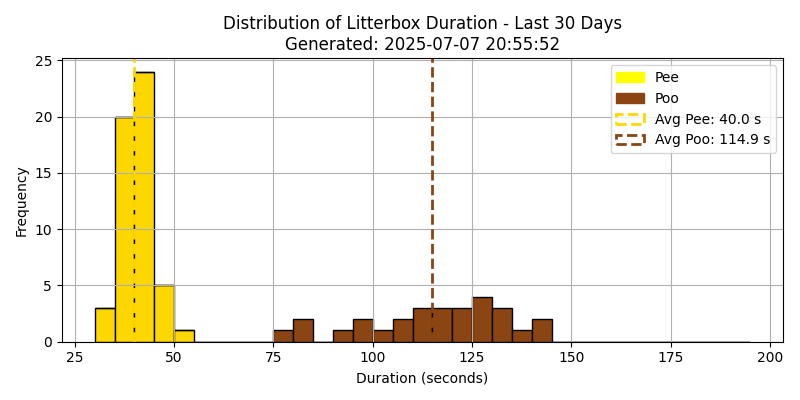 Distribution of Litterbox Duration - Last 30 Days
Generated: 2025-07-07 20:55:52
25
20
15
10
5
0
Frequency
Pee
Poo
Avg Pee: 40.0 s
Avg Poo: 114.9 s
25 50 75 100 125 150 175 200
Duration (seconds)